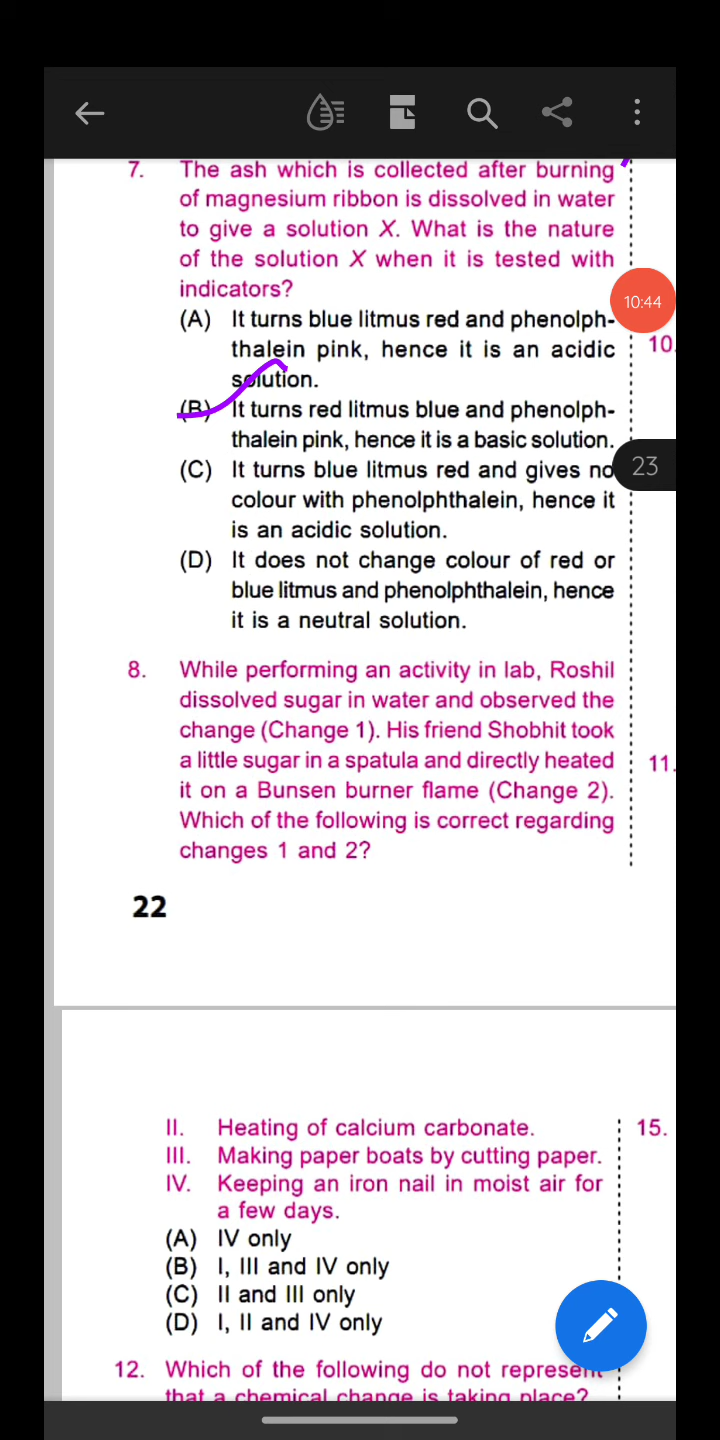 7. The ash which is collected after burning
of magnesium ribbon is dissolved in water
to give a solution X. What is the nature
of the solution X when it is tested with
indicators?
(A) It turns blue litmus red and phenolph-
thalein pink, hence it is an acidic
solution.
(B) It turns red litmus blue and phenolph-
thalein pink, hence it is a basic solution.
(C) It turns blue litmus red and gives no
colour with phenolphthalein, hence it
is an acidic solution.
(D) It does not change colour of red or
blue litmus and phenolphthalein, hence
it is a neutral solution.
8. While performing an activity in lab, Roshil
dissolved sugar in water and observed the
change (Change 1). His friend Shobhit took
a little sugar in a spatula and directly heated
it on a Bunsen burner flame (Change 2).
Which of the following is correct regarding
changes 1 and 2?
22
10:44
10.
23
11.
II. Heating of calcium carbonate.
III. Making paper boats by cutting paper.
IV. Keeping an iron nail in moist air for
a few days.
(A) IV only
(B) I, III and IV only
(C) II and III only
(D) I, II and IV only
12. Which of the following do not represent
that a chemical change is taking place?
15.